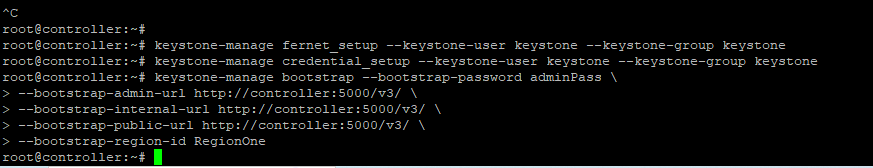 ^C
root@controller:~#
root@controller:~# keystone-manage fernet_setup --keystone-user keystone --keystone-group keystone
root@controller:~# keystone-manage credential_setup --keystone-user keystone --keystone-group keystone
root@controller:~# keystone-manage bootstrap --bootstrap-password adminPass \
> --bootstrap-admin-url http://controller:5000/v3/ \
> --bootstrap-internal-url http://controller:5000/v3/ \
> --bootstrap-public-url http://controller:5000/v3/ \
> --bootstrap-region-id RegionOne
root@controller:~#